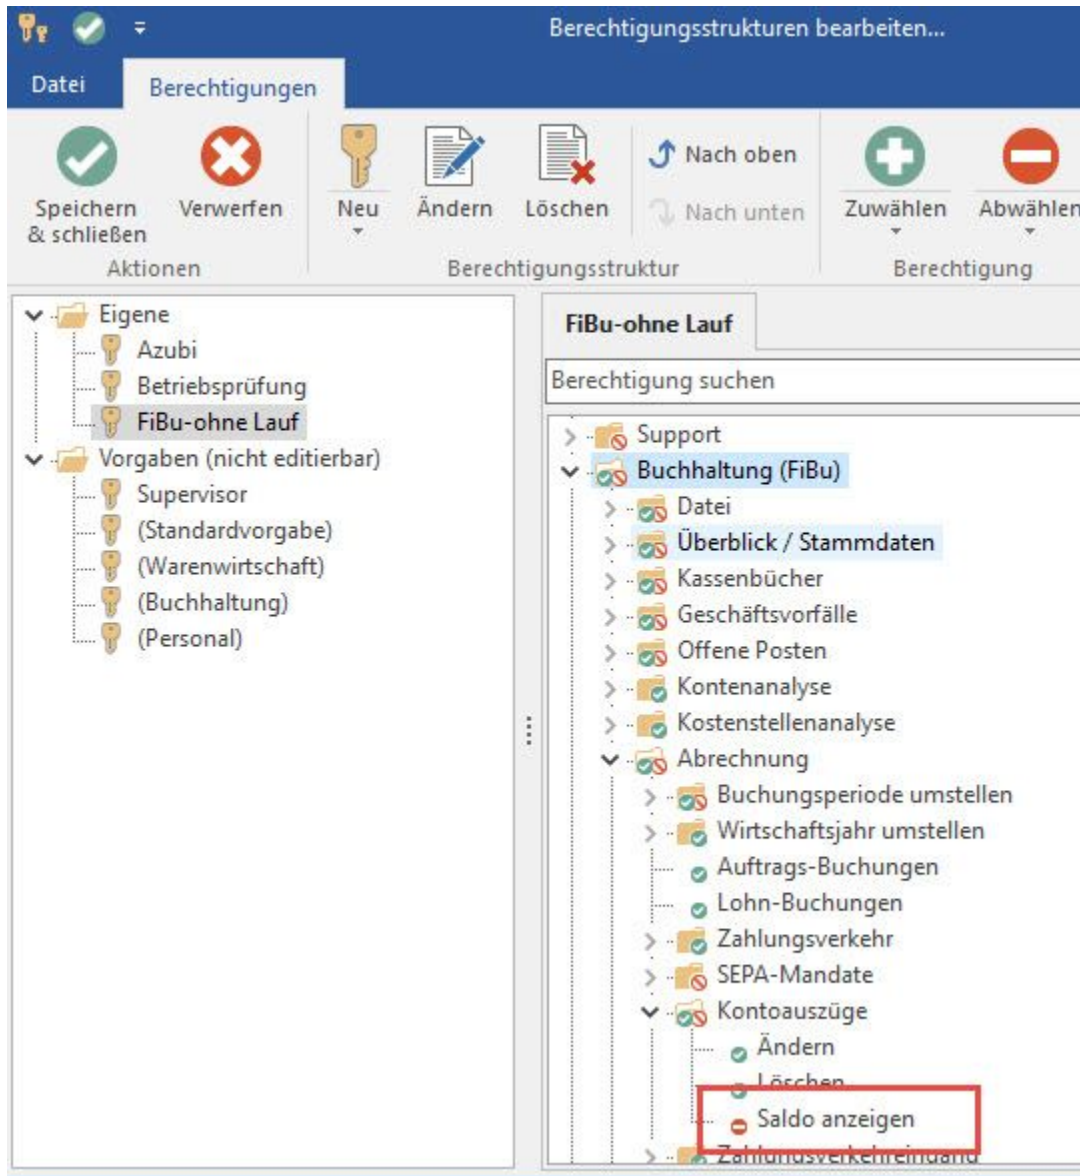 Berechtigungsstrukturen bearbeiten...
Datei
Berechtigungen
Speichern
& schließen
Verwerfen
Neu
Ändern
Löschen
Nach oben
Nach unten
Zuwählen
Abwählen
Aktionen
Berechtigungsstruktur
Berechtigung
Eigene
Azubi
Betriebsprüfung
FiBu-ohne Lauf
Vorgaben (nicht editierbar)
Supervisor
(Standardvorgabe)
(Warenwirtschaft)
(Buchhaltung)
(Personal)
FiBu-ohne Lauf
Berechtigung suchen
Support
Buchhaltung (FiBu)
Datei
Überblick / Stammdaten
Kassenbücher
Geschäftsvorfälle
Offene Posten
Kontenanalyse
Kostenstellenanalyse
Abrechnung
Buchungsperiode umstellen
Wirtschaftsjahr umstellen
Auftrags-Buchungen
Lohn-Buchungen
Zahlungsverkehr
SEPA-Mandate
Kontoauszüge
Ändern
Löschen
Saldo anzeigen
Zahlungsverkehreingang